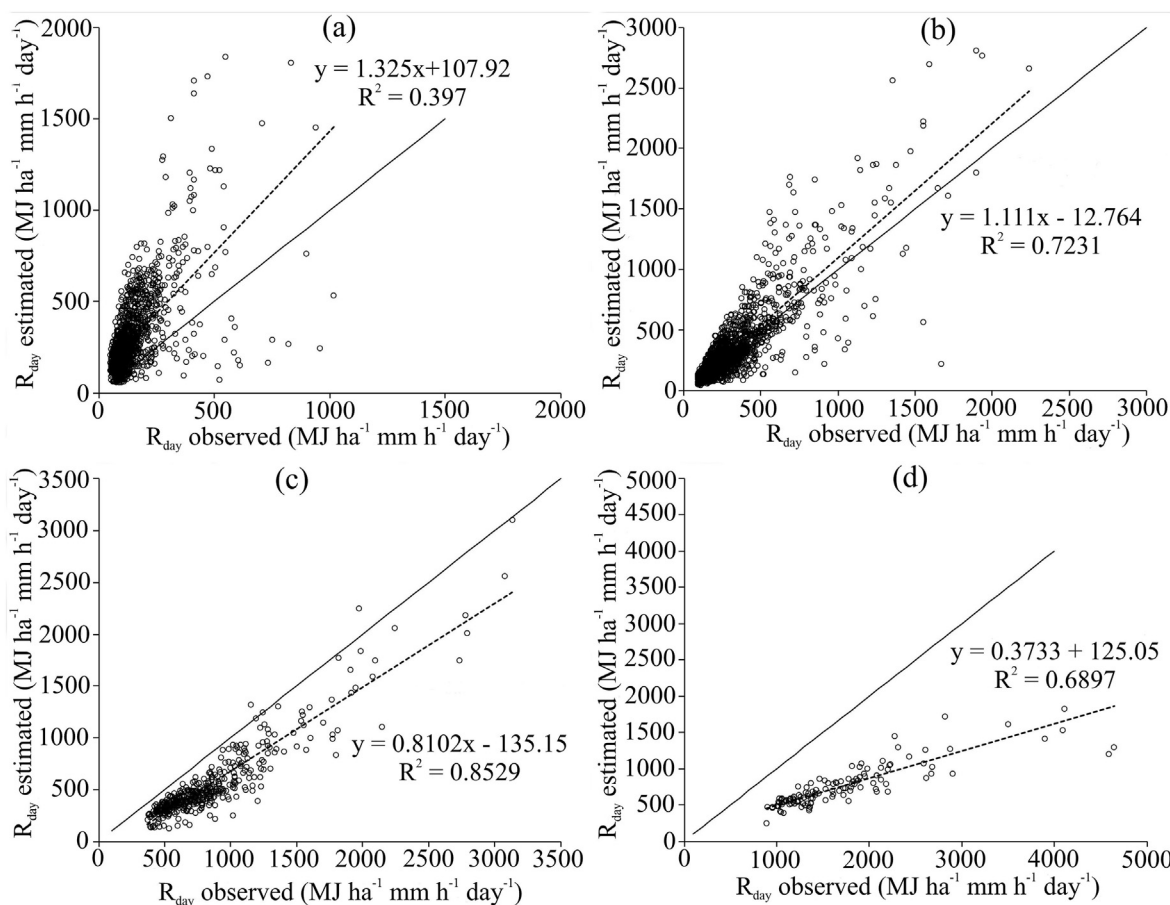 (a)
2000
1500
1000
500
0
y = 1.325x+107.92
R² = 0.397
R_day estimated (MJ ha⁻¹ mm h⁻¹ day⁻¹)
0 500 1000 1500 2000
R_day observed (MJ ha⁻¹ mm h⁻¹ day⁻¹)
(b)
3000
2500
2000
1500
1000
500
0
y = 1.111x - 12.764
R² = 0.7231
R_day estimated (MJ ha⁻¹ mm h⁻¹ day⁻¹)
0 500 1000 1500 2000 2500 3000
R_day observed (MJ ha⁻¹ mm h⁻¹ day⁻¹)
(c)
3500
3000
2500
2000
1500
1000
500
0
y = 0.8102x - 135.15
R² = 0.8529
R_day estimated (MJ ha⁻¹ mm h⁻¹ day⁻¹)
0 500 1000 1500 2000 2500 3000 3500
R_day observed (MJ ha⁻¹ mm h⁻¹ day⁻¹)
(d)
5000
4500
4000
3500
3000
2500
2000
1500
1000
500
0
y = 0.3733 + 125.05
R² = 0.6897
R_day estimated (MJ ha⁻¹ mm h⁻¹ day⁻¹)
0 1000 2000 3000 4000 5000
R_day observed (MJ ha⁻¹ mm h⁻¹ day⁻¹)